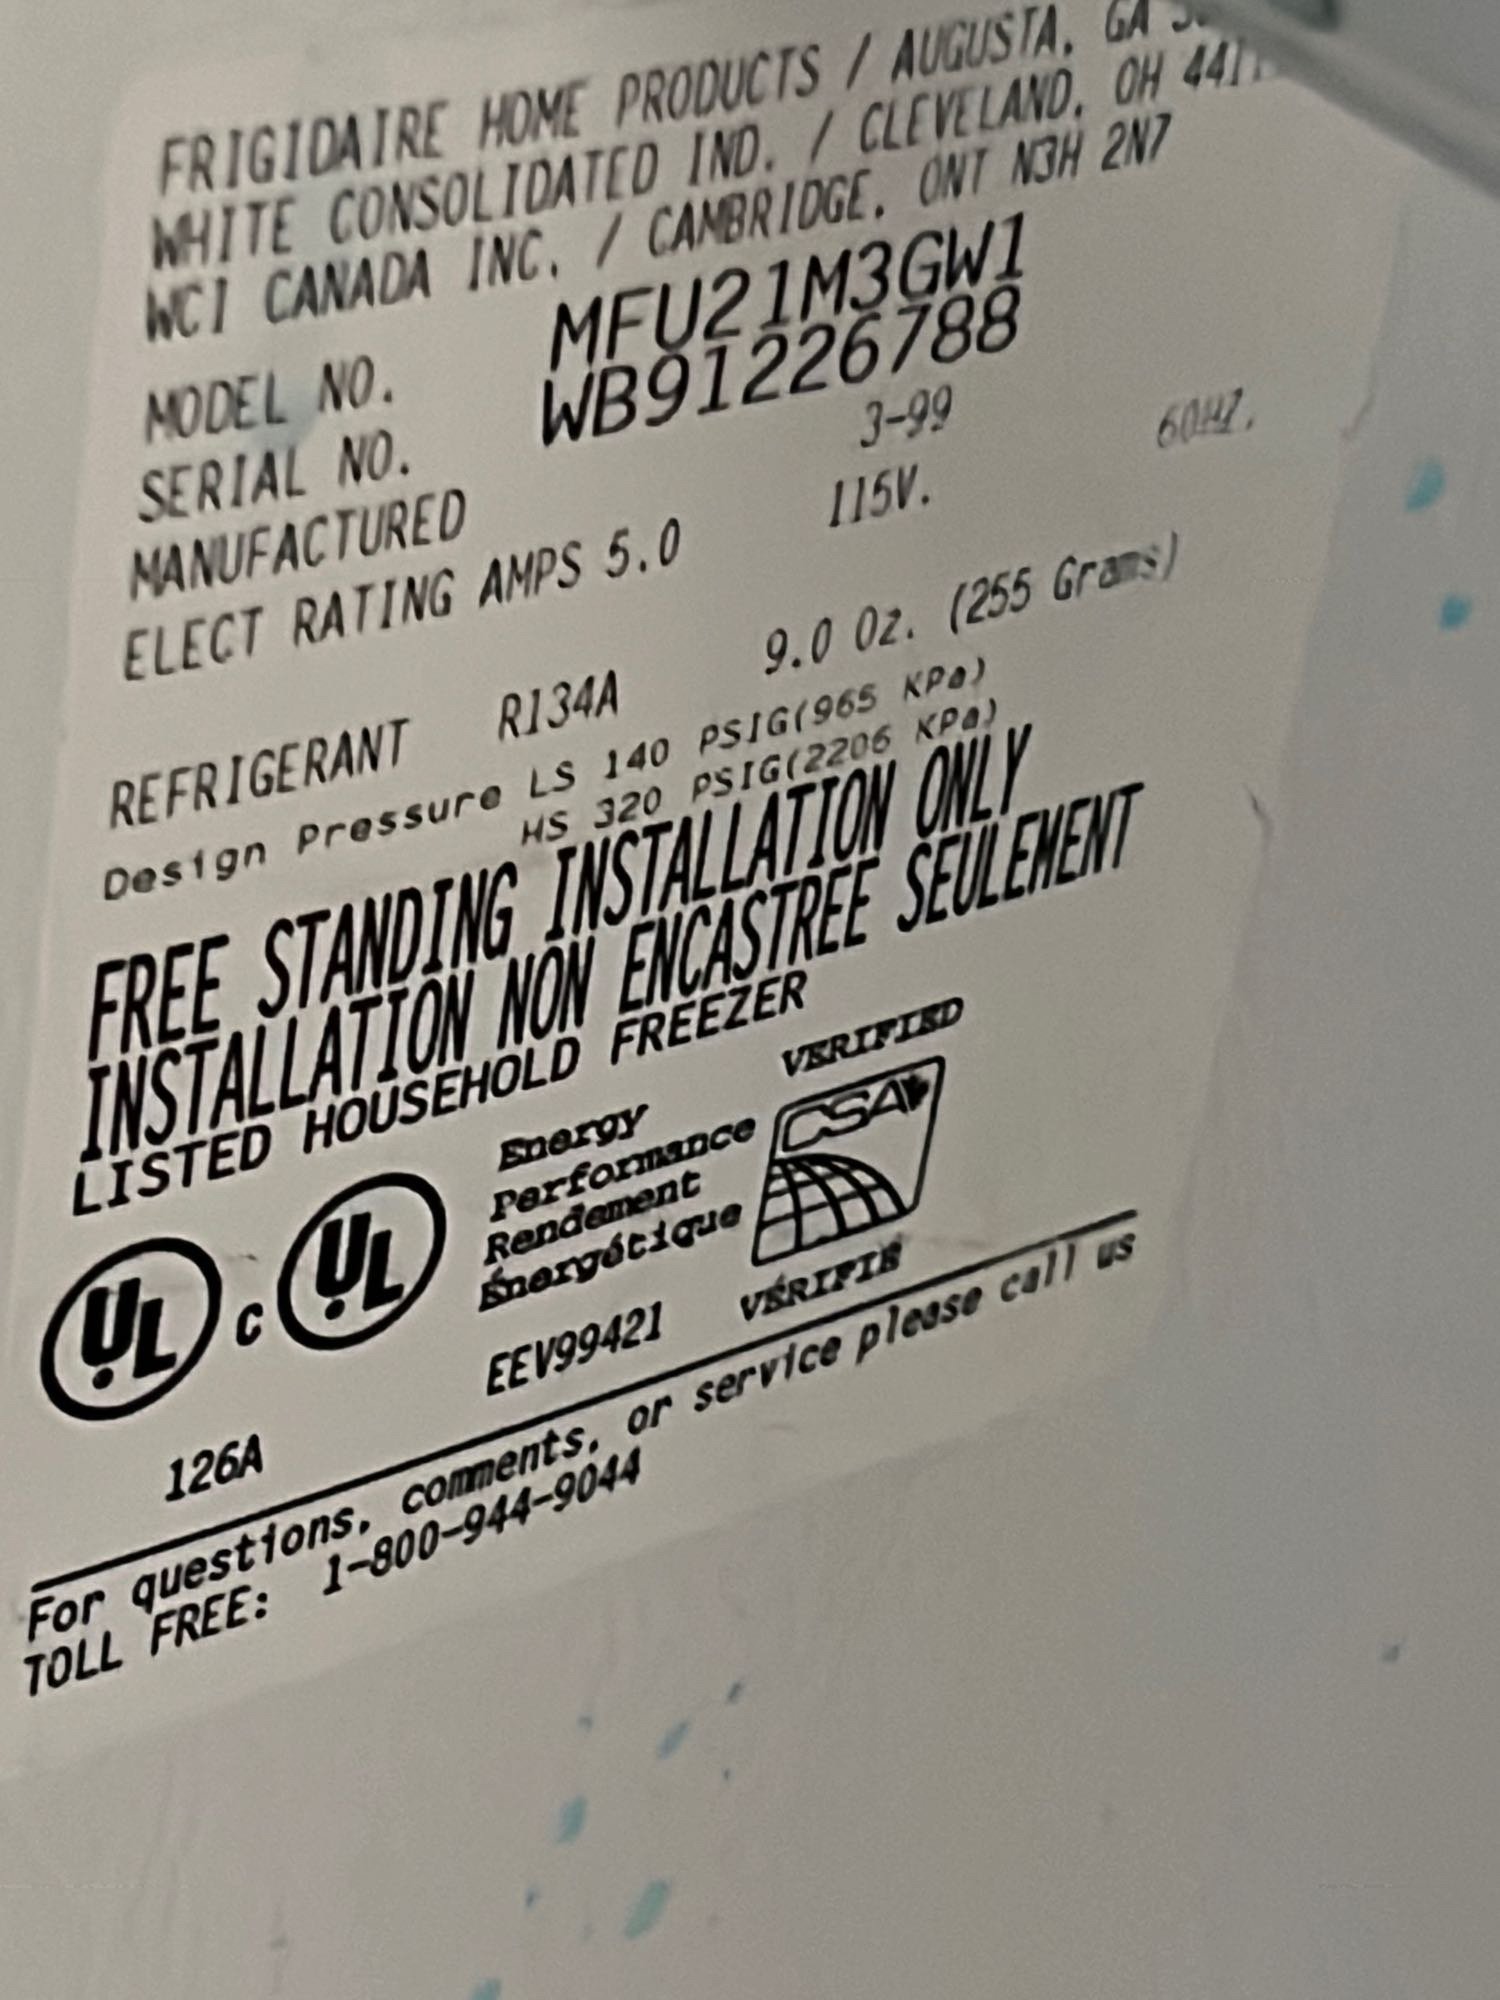 FRIGIDAIRE HOME PRODUCTS / AUGUSTA, GA
WHITE CONSOLIDATED IND. / CLEVELAND, OH
WCI CANADA INC. / CAMBRIDGE, ONT N3H 2N7
MODEL NO. MFU21M3GW1
SERIAL NO. WB91226788
MANUFACTURED 3-99
ELECT RATING AMPS 5.0 115V. 60HZ.
REFRIGERANT R134A 9.0 Oz. (255 Grams)
Design Pressure LS 140 PSIG(965 KPa)
HS 320 PSIG(2206 KPa)
FREE STANDING INSTALLATION ONLY
INSTALLATION NON ENCASTREE SEULEMENT
LISTED HOUSEHOLD FREEZER
VERIFIED
Energy
Performance
Rendement
Énergétique
CSA
UL
C UL
EEV99421
VÉRIFIÉ
126A
For questions, comments, or service please call us
TOLL FREE: 1-800-944-9044